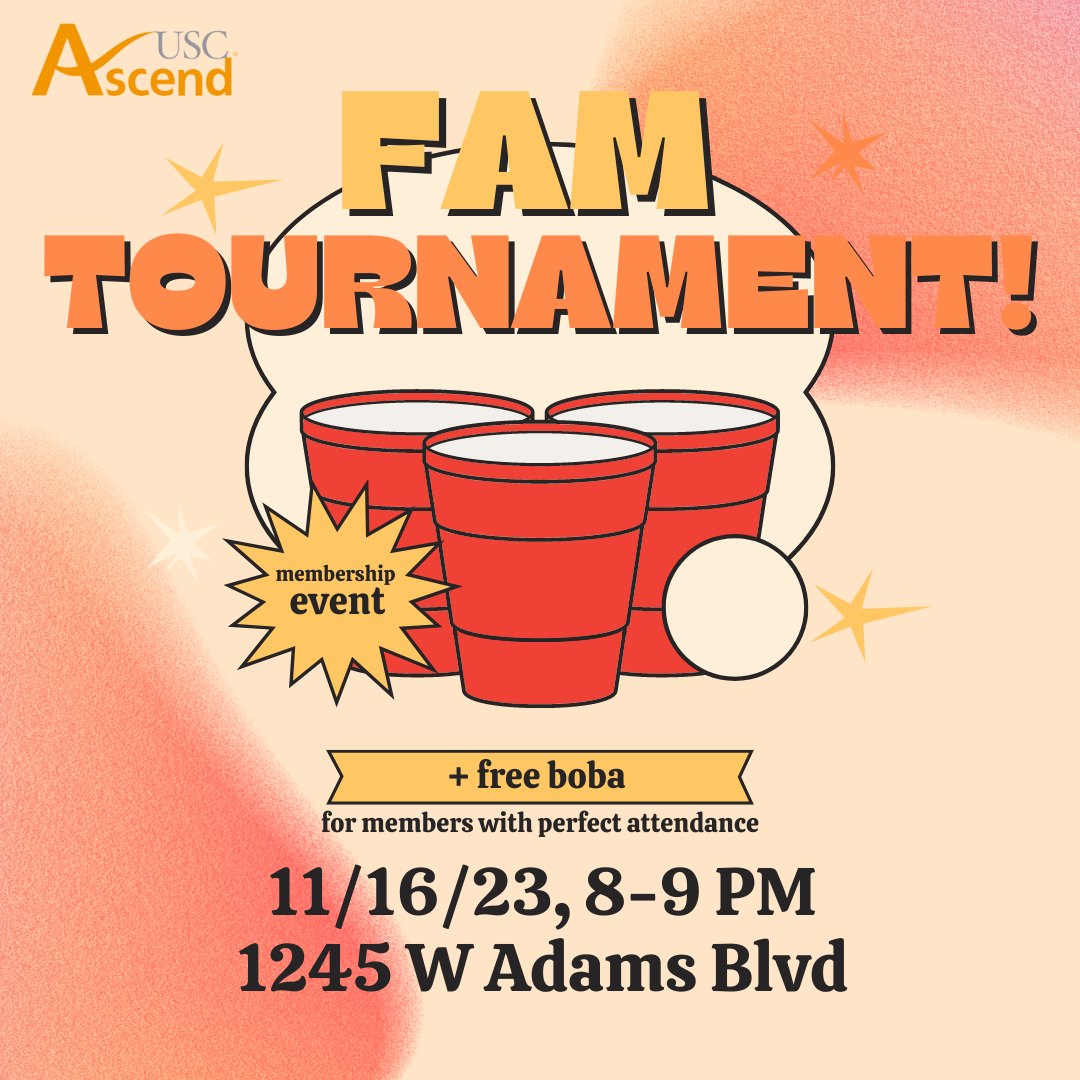 USC
Ascend
FAM
TOURNAMENT!
membership
event
+ free boba
for members with perfect attendance
11/16/23, 8-9 PM
1245 W Adams Blvd